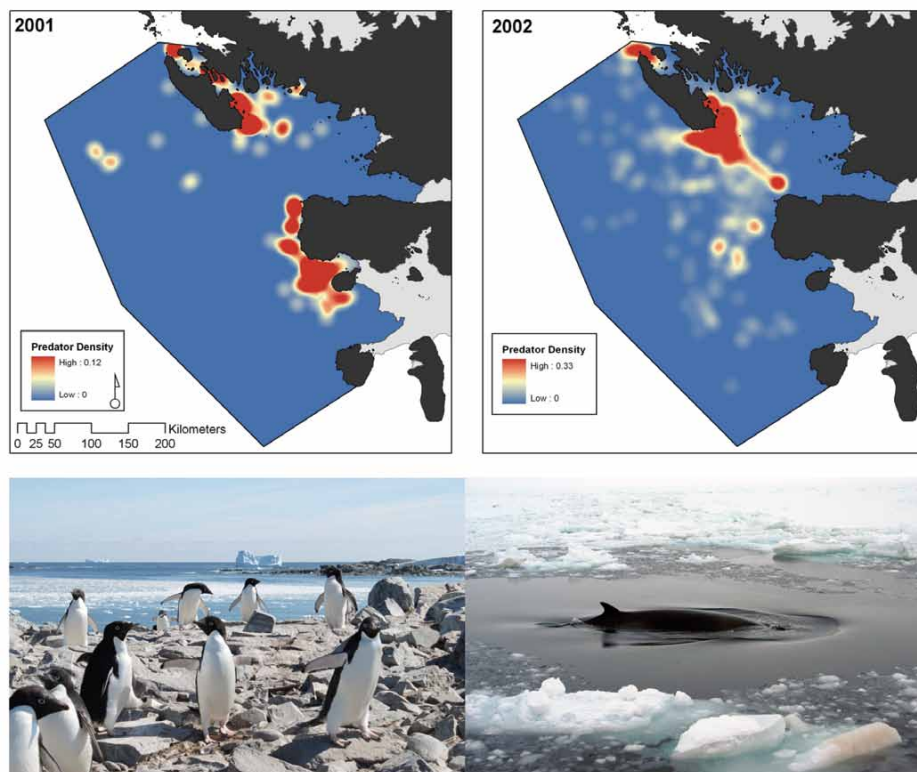 2001
Predator Density
High : 0.12
Low : 0
Kilometers
0 25 50 100 150 200
2002
Predator Density
High : 0.33
Low : 0